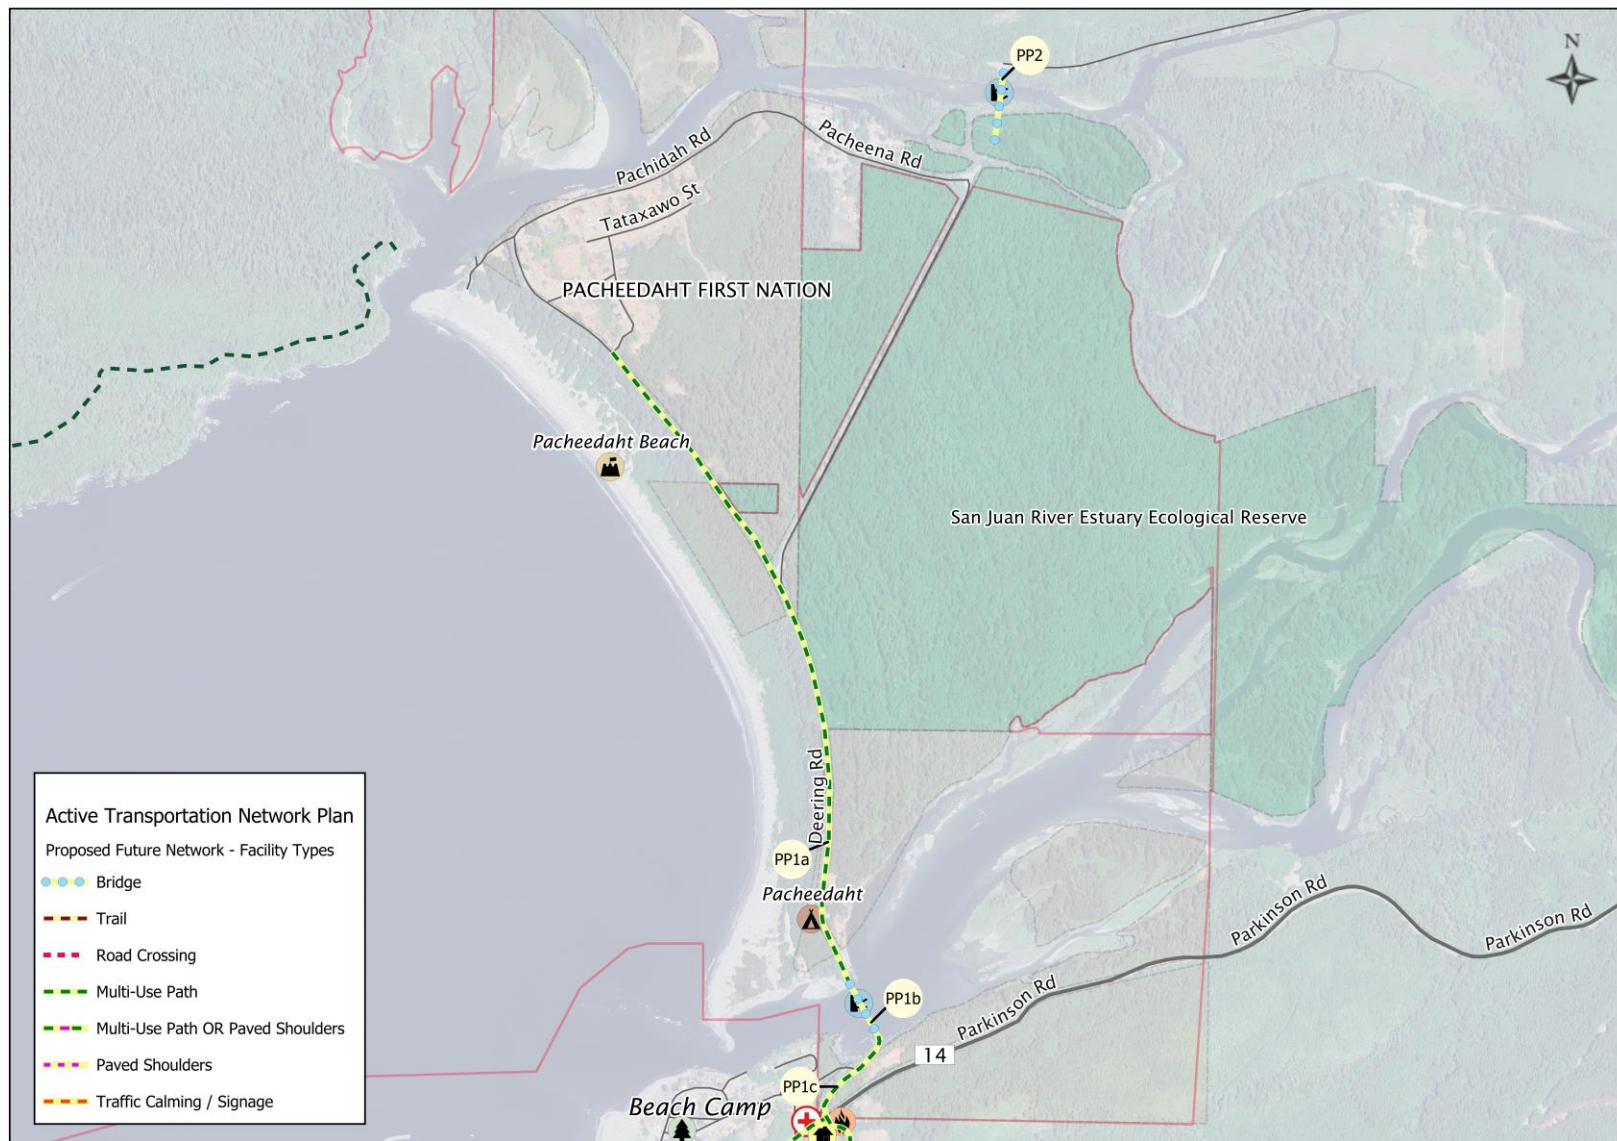 PP2
N
Pachidah Rd
Pacheena Rd
Tataxawo St
PACHEEDAHT FIRST NATION
Pacheedaht Beach
San Juan River Estuary Ecological Reserve
Deering Rd
PP1a
Pacheedaht
Parkinson Rd
Parkinson Rd
Parkinson Rd
PP1b
14
PP1c
Beach Camp
Active Transportation Network Plan
Proposed Future Network - Facility Types
Bridge
Trail
Road Crossing
Multi-Use Path
Multi-Use Path OR Paved Shoulders
Paved Shoulders
Traffic Calming / Signage